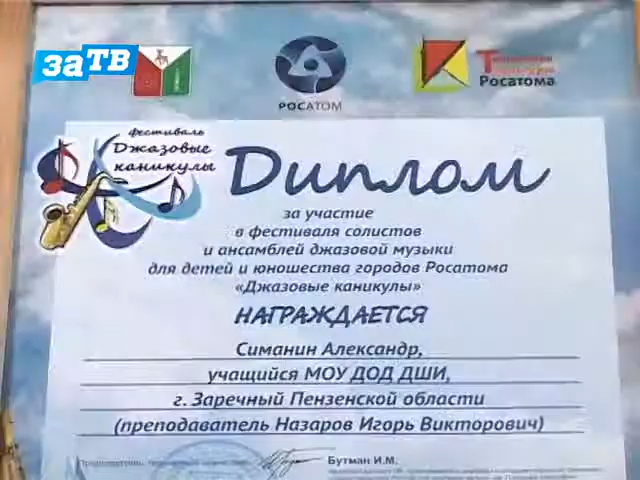 заТВ
РОСАТОМ
Росатома
фестиваль
Джазовые
каникулы
Диплом
за участие
в фестиваля солистов
и ансамблей джазовой музыки
для детей и юношества городов Росатома
«Джазовые каникулы»
НАГРАЖДАЕТСЯ
Симанин Александр,
учащийся МОУ ДОД ДШИ,
г. Заречный Пензенской области
(преподаватель Назаров Игорь Викторович)
Бутман И.М.